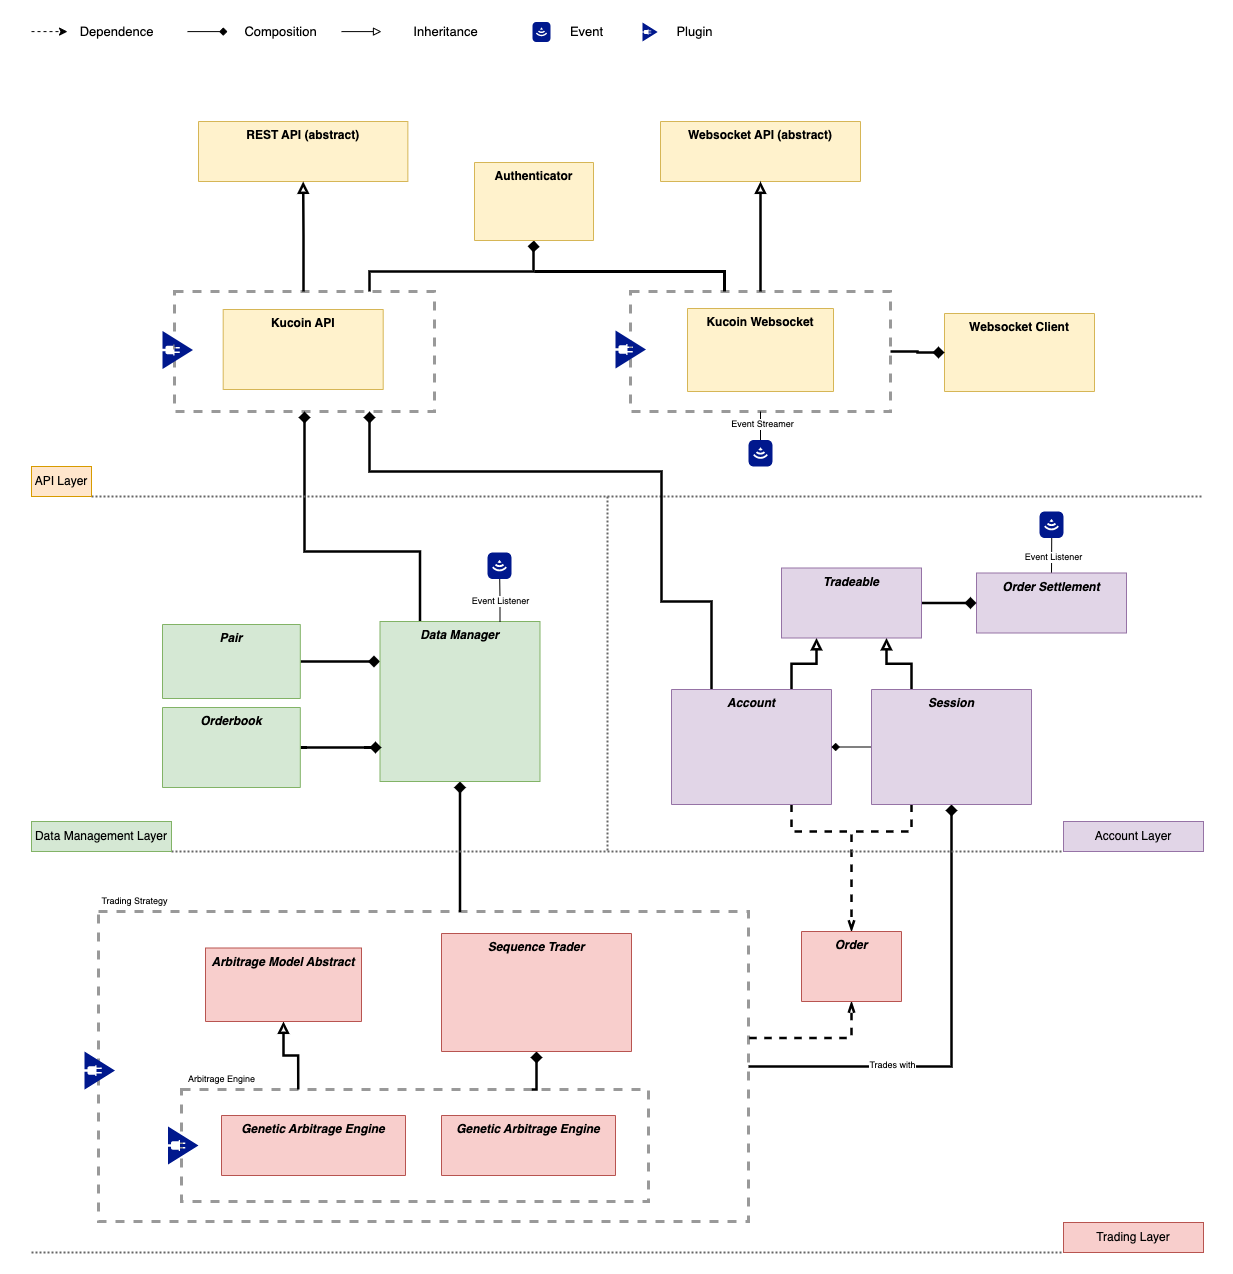 Dependence
Composition
Inheritance
Event
Plugin
REST API (abstract)
Websocket API (abstract)
Authenticator
Kucoin API
Kucoin Websocket
Websocket Client
Event Streamer
API Layer
Event Listener
Tradeable
Order Settlement
Event Listener
Pair
Data Manager
Orderbook
Account
Session
Data Management Layer
Account Layer
Trading Strategy
Arbitrage Model Abstract
Sequence Trader
Order
Trades with
Arbitrage Engine
Genetic Arbitrage Engine
Genetic Arbitrage Engine
Trading Layer